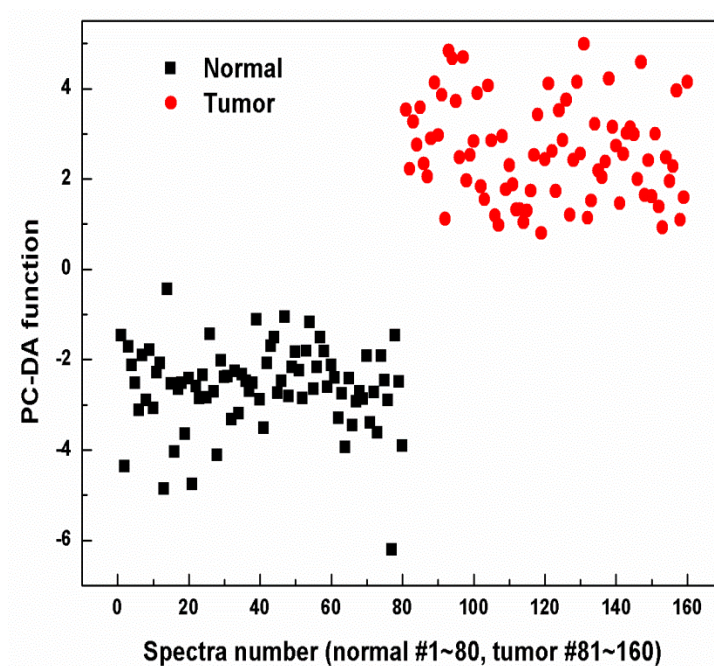 Normal
Tumor
4
2
0
-2
-4
-6
PC-DA function
0 20 40 60 80 100 120 140 160
Spectra number (normal #1~80, tumor #81~160)